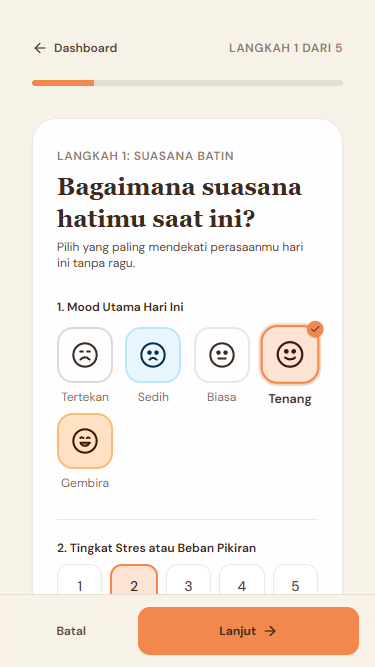 Dashboard
LANGKAH 1 DARI 5
LANGKAH 1: SUASANA BATIN
Bagaimana suasana
hatimu saat ini?
Pilih yang paling mendekati perasaanmu hari
ini tanpa ragu.
1. Mood Utama Hari Ini
Tertekan
Sedih
Biasa
Tenang
Gembira
2. Tingkat Stres atau Beban Pikiran
1
2
3
4
5
Batal
Lanjut